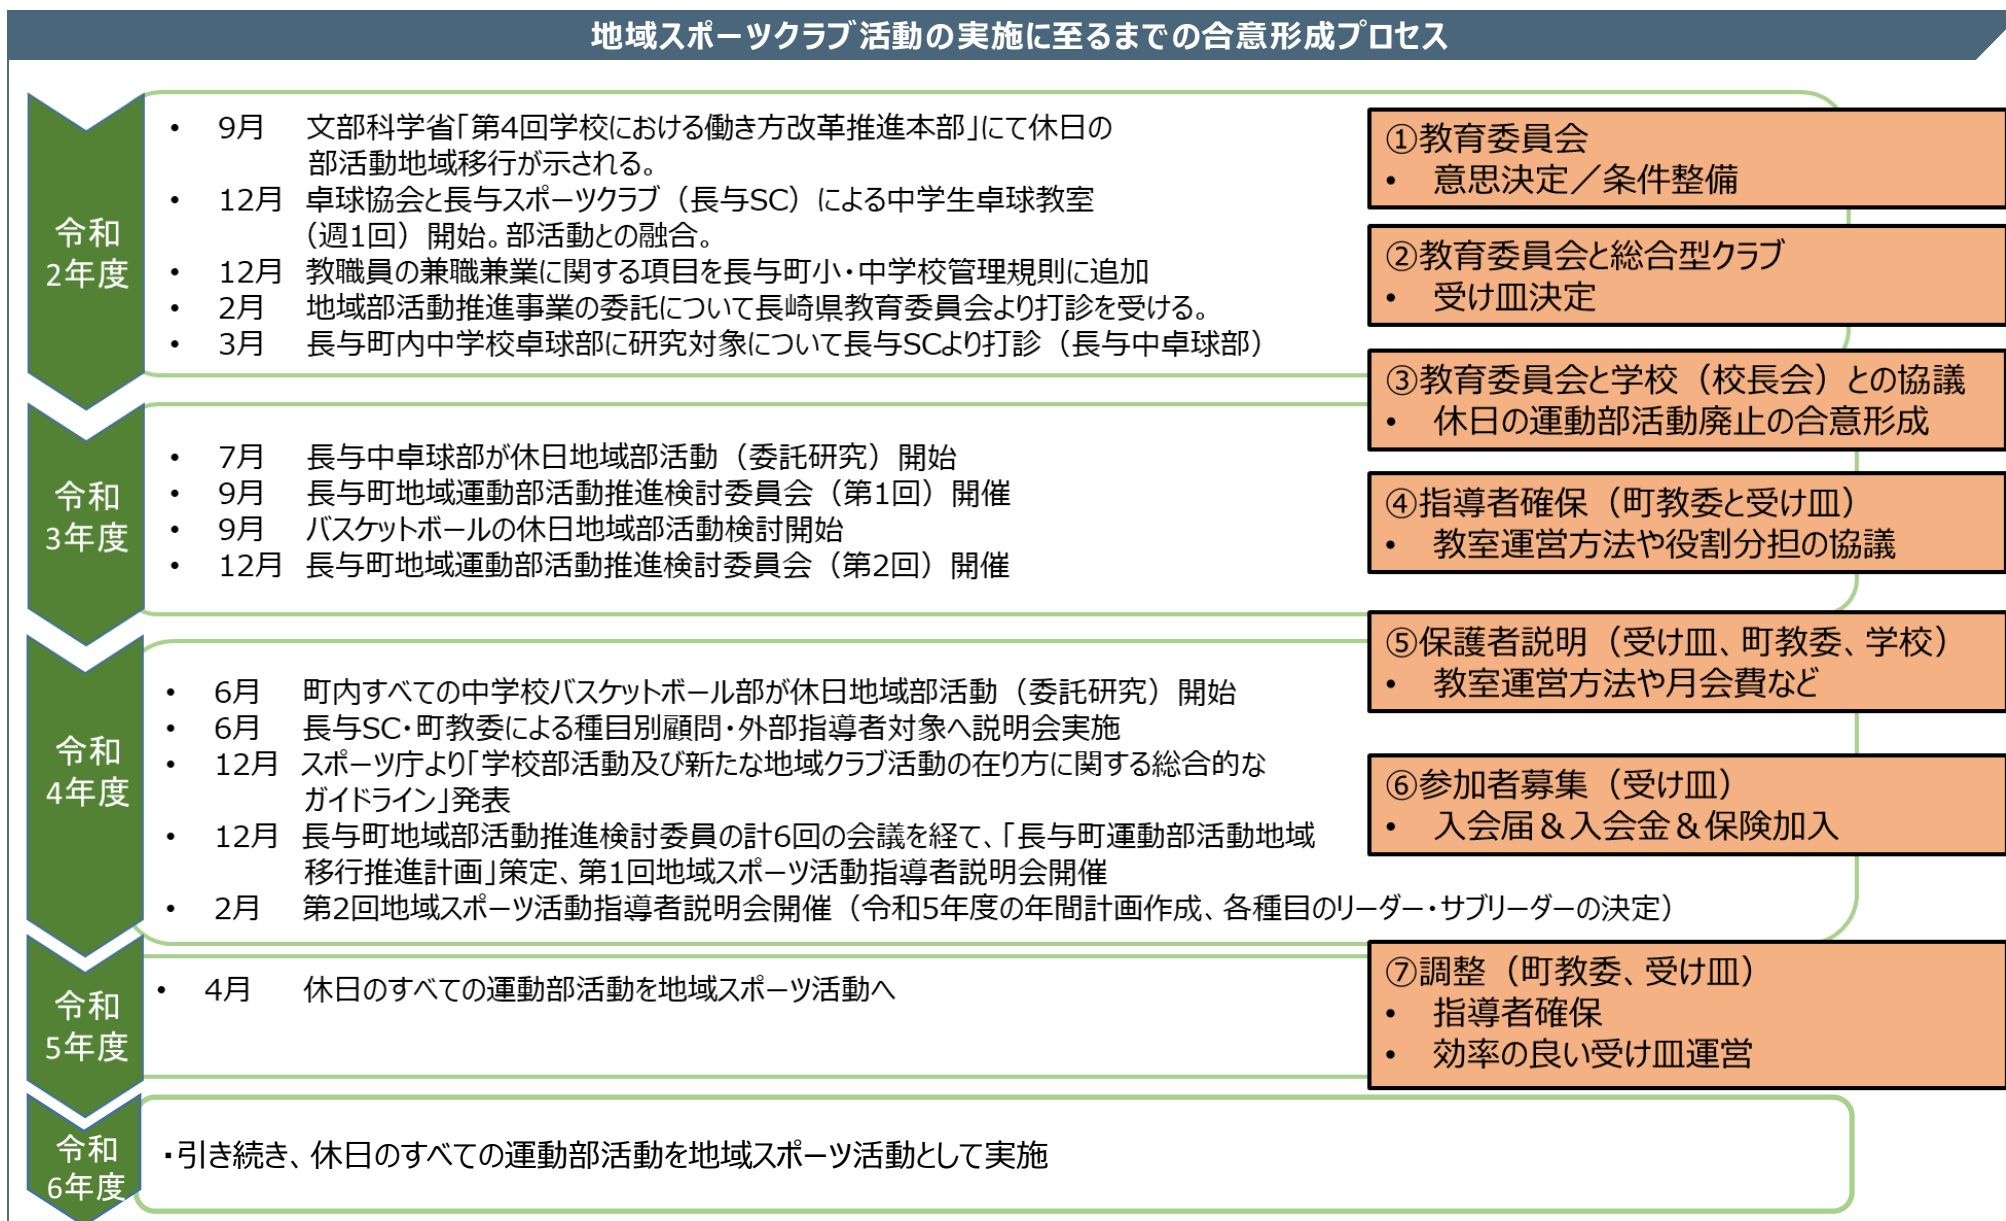 地域スポーツクラブ活動の実施に至るまでの合意形成プロセス
令和
2年度
• 9月 文部科学省「第4回学校における働き方改革推進本部」にて休日の
部活動地域移行が示される。
• 12月 卓球協会と長与スポーツクラブ（長与SC）による中学生卓球教室
（週1回）開始。部活動との融合。
• 12月 教職員の兼職兼業に関する項目を長与町小・中学校管理規則に追加
• 2月 地域部活動推進事業の委託について長崎県教育委員会より打診を受ける。
• 3月 長与町内中学校卓球部に研究対象について長与SCより打診（長与中卓球部）
令和
3年度
• 7月 長与中卓球部が休日地域部活動（委託研究）開始
• 9月 長与町地域運動部活動推進検討委員会（第1回）開催
• 9月 バスケットボールの休日地域部活動検討開始
• 12月 長与町地域運動部活動推進検討委員会（第2回）開催
令和
4年度
• 6月 町内すべての中学校バスケットボール部が休日地域部活動（委託研究）開始
• 6月 長与SC・町教委による種目別顧問・外部指導者対象へ説明会実施
• 12月 スポーツ庁より「学校部活動及び新たな地域クラブ活動の在り方に関する総合的な
ガイドライン」発表
• 12月 長与町地域部活動推進検討委員の計6回の会議を経て、「長与町運動部活動地域
移行推進計画」策定、第1回地域スポーツ活動指導者説明会開催
• 2月 第2回地域スポーツ活動指導者説明会開催（令和5年度の年間計画作成、各種目のリーダー・サブリーダーの決定）
令和
5年度
• 4月 休日のすべての運動部活動を地域スポーツ活動へ
令和
6年度
・引き続き、休日のすべての運動部活動を地域スポーツ活動として実施
①教育委員会
• 意思決定／条件整備
②教育委員会と総合型クラブ
• 受け皿決定
③教育委員会と学校（校長会）との協議
• 休日の運動部活動廃止の合意形成
④指導者確保（町教委と受け皿）
• 教室運営方法や役割分担の協議
⑤保護者説明（受け皿、町教委、学校）
• 教室運営方法や月会費など
⑥参加者募集（受け皿）
• 入会届＆入会金＆保険加入
⑦調整（町教委、受け皿）
• 指導者確保
• 効率の良い受け皿運営